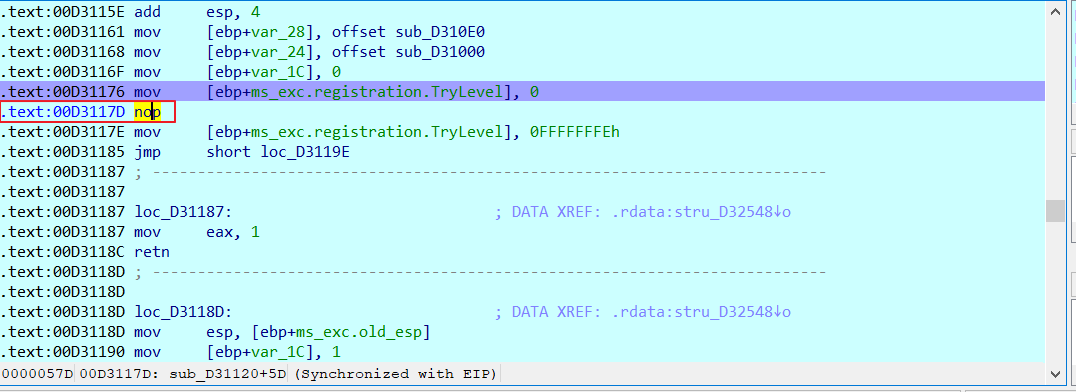 .text:00D3115E add     esp, 4
.text:00D31161 mov     [ebp+var_28], offset sub_D310E0
.text:00D31168 mov     [ebp+var_24], offset sub_D31000
.text:00D3116F mov     [ebp+var_1C], 0
.text:00D31176 mov     [ebp+ms_exc.registration.TryLevel], 0
.text:00D3117D nop
.text:00D3117E mov     [ebp+ms_exc.registration.TryLevel], 0FFFFFFFEh
.text:00D31185 jmp     short loc_D3119E
.text:00D31187 ; ---------------------------------------------------------------------------
.text:00D31187
.text:00D31187 loc_D31187:                             ; DATA XREF: .rdata:stru_D32548↓o
.text:00D31187 mov     eax, 1
.text:00D3118C retn
.text:00D3118D ; ---------------------------------------------------------------------------
.text:00D3118D
.text:00D3118D loc_D3118D:                             ; DATA XREF: .rdata:stru_D32548↓o
.text:00D3118D mov     esp, [ebp+ms_exc.old_esp]
.text:00D31190 mov     [ebp+var_1C], 1
0000057D 00D3117D: sub_D31120+5D (Synchronized with EIP)